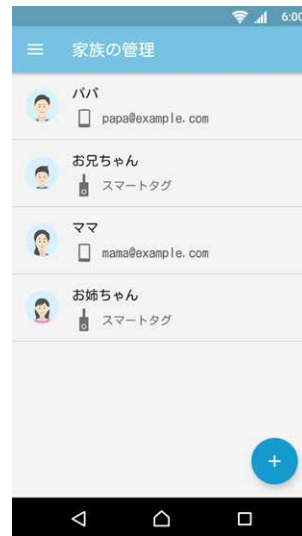 6:00
家族の管理
パパ
papa@example.com
お兄ちゃん
スマートタグ
ママ
mama@example.com
お姉ちゃん
スマートタグ
+